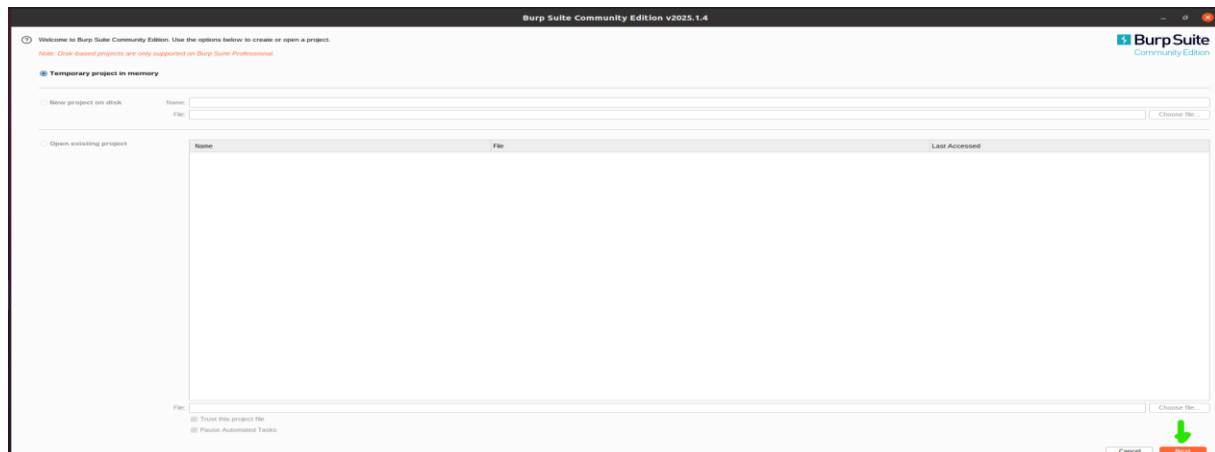 Burp Suite Community Edition v2025.1.4
Welcome to Burp Suite Community Edition. Use the options below to create or open a project.
Note: Disk-based projects are only supported on Burp Suite Professional.
Burp Suite
Community Edition
Temporary project in memory
New project on disk Name:
File: Choose file...
Open existing project Name File Last Accessed
File: Choose file...
Trust this project file
Pause Automated Tasks
Cancel Next